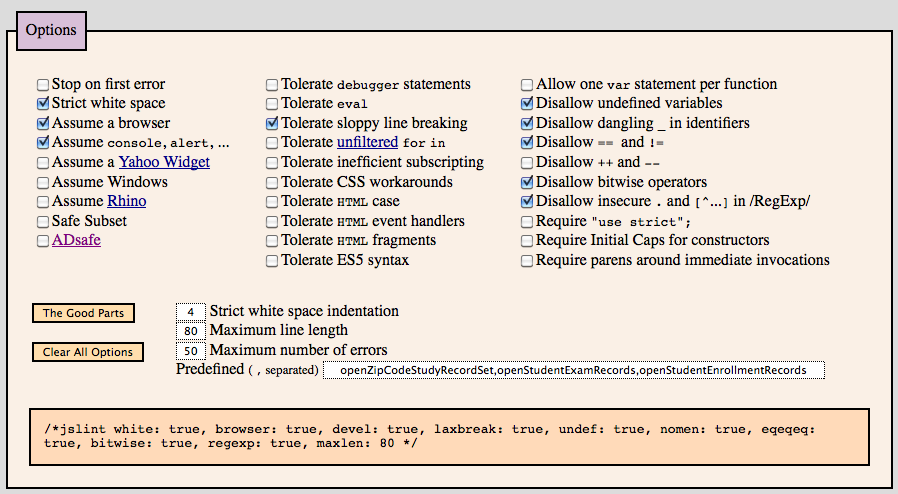 Options
Stop on first error
Strict white space
Assume a browser
Assume console, alert, ...
Assume a Yahoo Widget
Assume Windows
Assume Rhino
Safe Subset
ADsafe
Tolerate debugger statements
Tolerate eval
Tolerate sloppy line breaking
Tolerate unfiltered for in
Tolerate inefficient subscripting
Tolerate CSS workarounds
Tolerate HTML case
Tolerate HTML event handlers
Tolerate HTML fragments
Tolerate ES5 syntax
Allow one var statement per function
Disallow undefined variables
Disallow dangling _ in identifiers
Disallow == and !=
Disallow ++ and --
Disallow bitwise operators
Disallow insecure . and [^...] in /RegExp/
Require "use strict";
Require Initial Caps for constructors
Require parens around immediate invocations
The Good Parts
Clear All Options
4 Strict white space indentation
80 Maximum line length
50 Maximum number of errors
Predefined ( , separated) openZipCodeStudyRecordSet,openStudentExamRecords,openStudentEnrollmentRecords
/*jslint white: true, browser: true, devel: true, laxbreak: true, undef: true, nomen: true, eqeqeq:
true, bitwise: true, regexp: true, maxlen: 80 */